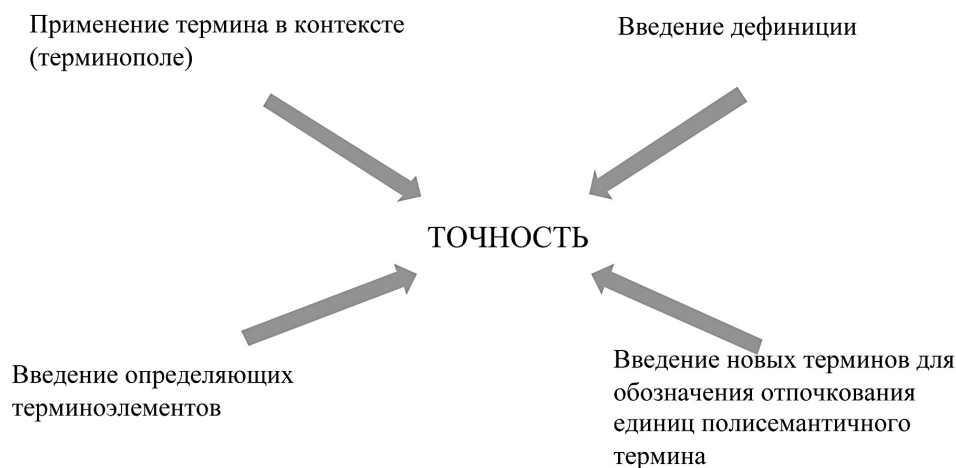 Применение термина в контексте
(терминополе)
Введение дефиниции
ТОЧНОСТЬ
Введение определяющих
терминоэлементов
Введение новых терминов для
обозначения отпочкования
единиц полисемантичного
термина